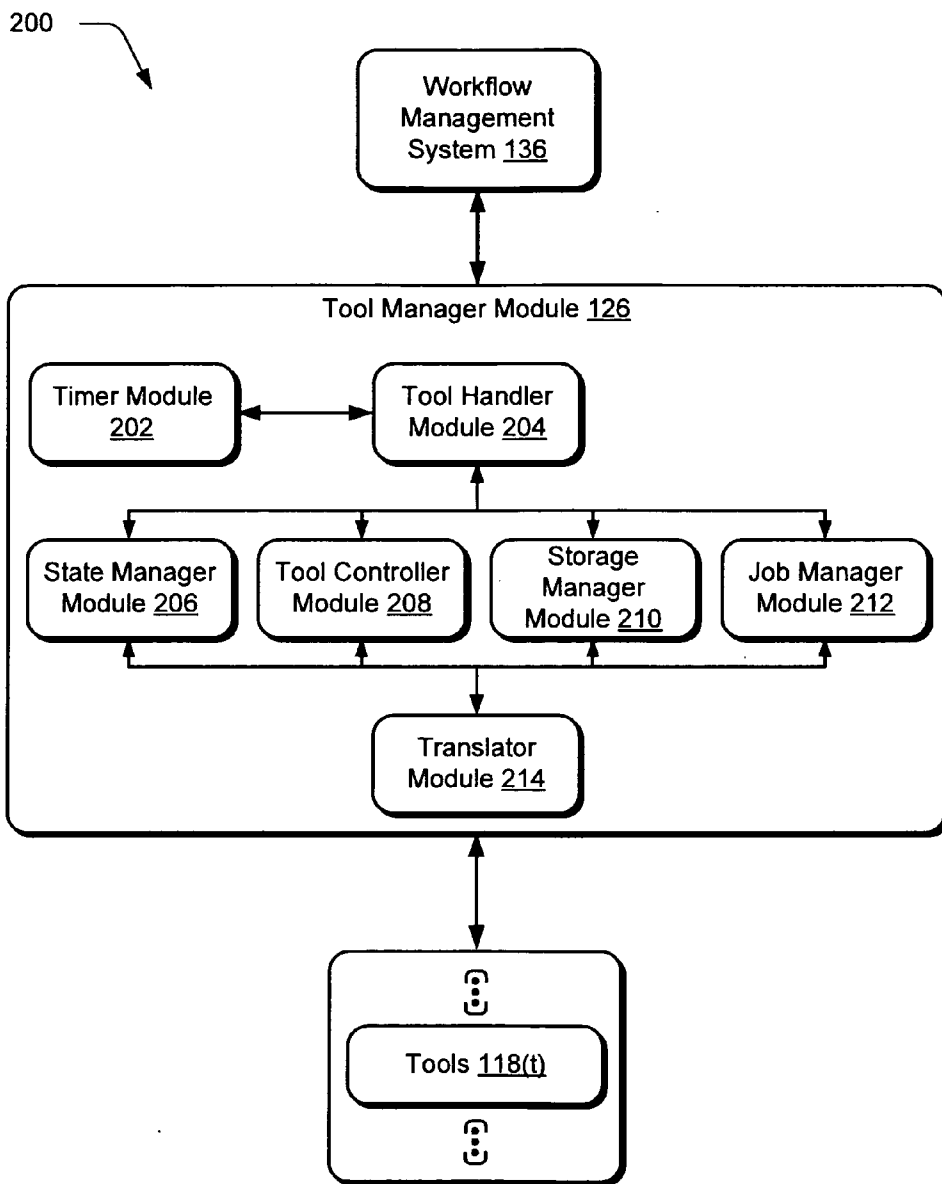 200
Workflow
Management
System 136
Tool Manager Module 126
Timer Module
202
Tool Handler
Module 204
State Manager
Module 206
Tool Controller
Module 208
Storage
Manager
Module 210
Job Manager
Module 212
Translator
Module 214
Tools 118(t)